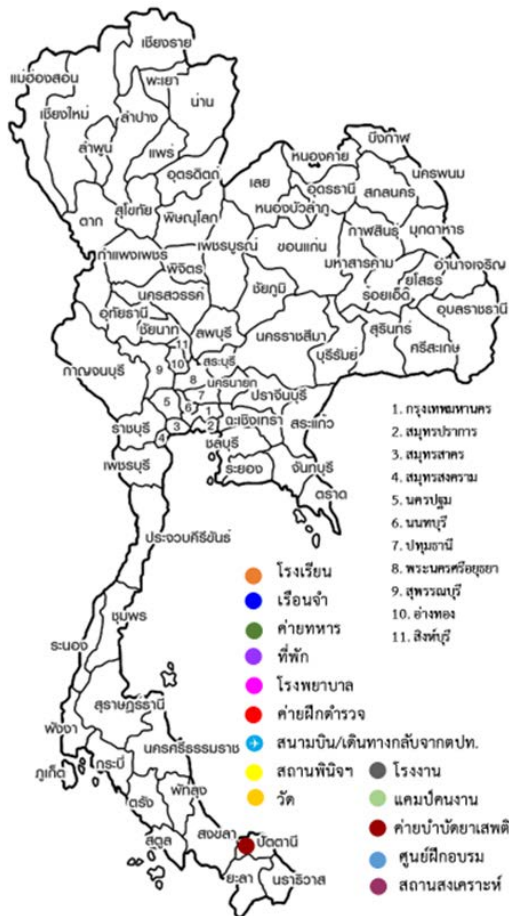 เชียงราย
แม่ฮ่องสอน
พะเยา
น่าน
เชียงใหม่
ลำปาง
ลำพูน
แพร่
อุตรดิตถ์
ตาก
สุโขทัย
พิษณุโลก
เลย
หนองคาย
บึงกาฬ
อุดรธานี
นครพนม
สกลนคร
หนองบัวลำภู
กำแพงเพชร
พิจิตร
เพชรบูรณ์
ขอนแก่น
กาฬสินธุ์
มุกดาหาร
มหาสารคาม
ร้อยเอ็ด
ยโสธร
อำนาจเจริญ
นครสวรรค์
ชัยภูมิ
อุทัยธานี
ชัยนาท
ลพบุรี
นครราชสีมา
บุรีรัมย์
สุรินทร์
ศรีสะเกษ
อุบลราชธานี
กาญจนบุรี
11
10
9
สระบุรี
8
นครนายก
7
ปราจีนบุรี
5
6
1
ฉะเชิงเทรา
สระแก้ว
ราชบุรี
3
2
4
ชลบุรี
เพชรบุรี
ระยอง
จันทบุรี
ตราด
ประจวบคีรีขันธ์
1. กรุงเทพมหานคร
2. สมุทรปราการ
3. สมุทรสาคร
4. สมุทรสงคราม
5. นครปฐม
6. นนทบุรี
7. ปทุมธานี
8. พระนครศรีอยุธยา
9. สุพรรณบุรี
10. อ่างทอง
11. สิงห์บุรี
ชุมพร
ระนอง
สุราษฎร์ธานี
พังงา
นครศรีธรรมราช
ภูเก็ต
กระบี่
ตรัง
พัทลุง
สตูล
สงขลา
ปัตตานี
ยะลา
นราธิวาส
โรงเรียน
เรือนจำ
ค่ายทหาร
ที่พัก
โรงพยาบาล
ค่ายฝึกตำรวจ
สนามบิน/เดินทางกลับจากตปท.
สถานพินิจฯ
วัด
โรงงาน
แคมป์คนงาน
ค่ายบำบัดยาเสพติ
ศูนย์ฝึกอบรม
สถานสงเคราะห์